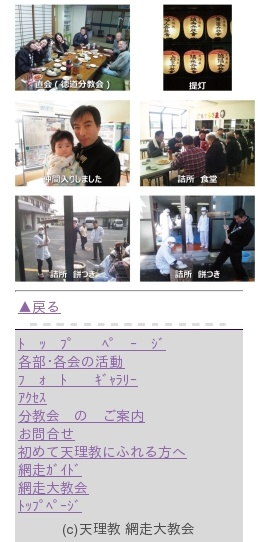 直会(徳道分教会)
提灯
仲間入りしました
詰所　食堂
詰所　餅つき
詰所　餅つき
▲戻る
ﾄ　ｯ　ﾌﾟ　　ﾍﾟ　ｰ　ｼﾞ
各部･各会の活動
ﾌ　ｫ　ﾄ　　ｷﾞｬﾗﾘｰ
ｱｸｾｽ
分教会　の　ご案内
お問合せ
初めて天理教にふれる方へ
網走ｶﾞｲﾄﾞ
網走大教会
ﾄｯﾌﾟﾍﾟｰｼﾞ
(c)天理教 網走大教会